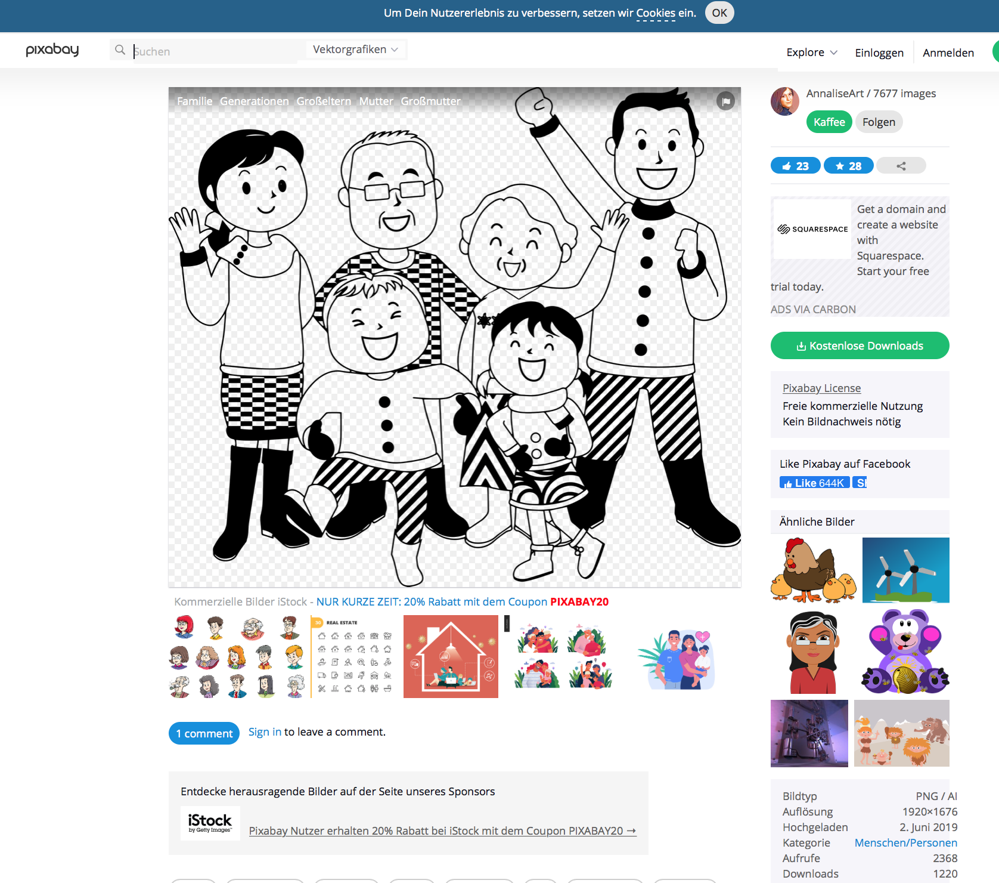 Um Dein Nutzererlebnis zu verbessern, setzen wir Cookies ein. OK
pixabay
Suchen
Vektorgrafiken
Explore
Einloggen
Anmelden
Familie Generationen Großeltern Mutter Großmutter
AnnaliseArt / 7677 images
Kaffee
Folgen
23
28
SQUARESPACE
Get a domain and
create a website
with
Squarespace.
Start your free
trial today.
ADS VIA CARBON
Kostenlose Downloads
Pixabay License
Freie kommerzielle Nutzung
Kein Bildnachweis nötig
Like Pixabay auf Facebook
Like 644K
Ähnliche Bilder
Kommerzielle Bilder iStock - NUR KURZE ZEIT: 20% Rabatt mit dem Coupon PIXABAY20
30 REAL ESTATE
1 comment
Sign in to leave a comment.
Entdecke herausragende Bilder auf der Seite unseres Sponsors
iStock
by Getty Images™
Pixabay Nutzer erhalten 20% Rabatt bei iStock mit dem Coupon PIXABAY20 →
Bildtyp PNG / AI
Auflösung 1920×1676
Hochgeladen 2. Juni 2019
Kategorie Menschen/Personen
Aufrufe 2368
Downloads 1220